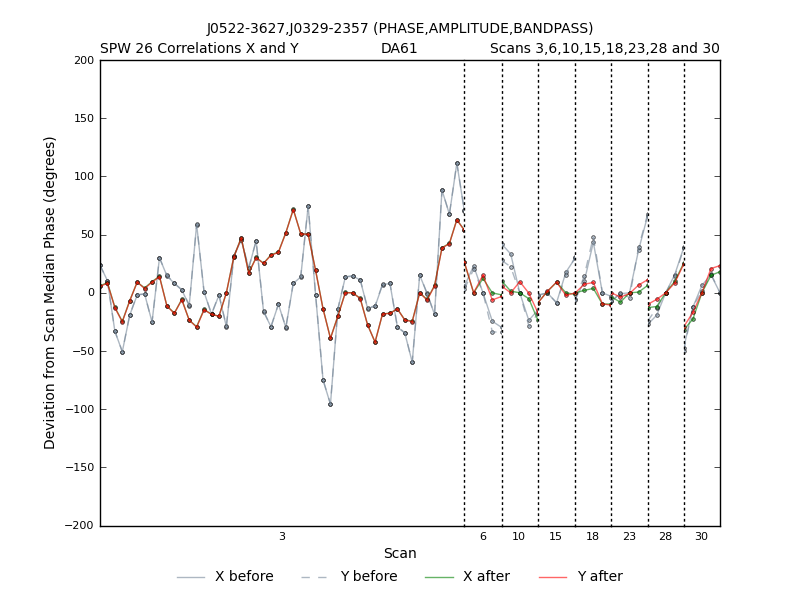 J0522-3627,J0329-2357 (PHASE,AMPLITUDE,BANDPASS)
SPW 26 Correlations X and Y DA61 Scans 3,6,10,15,18,23,28 and 30
200
150
100
50
0
−50
−100
−150
−200
Deviation from Scan Median Phase (degrees)
3 6 10 15 18 23 28 30
Scan
X before Y before X after Y after